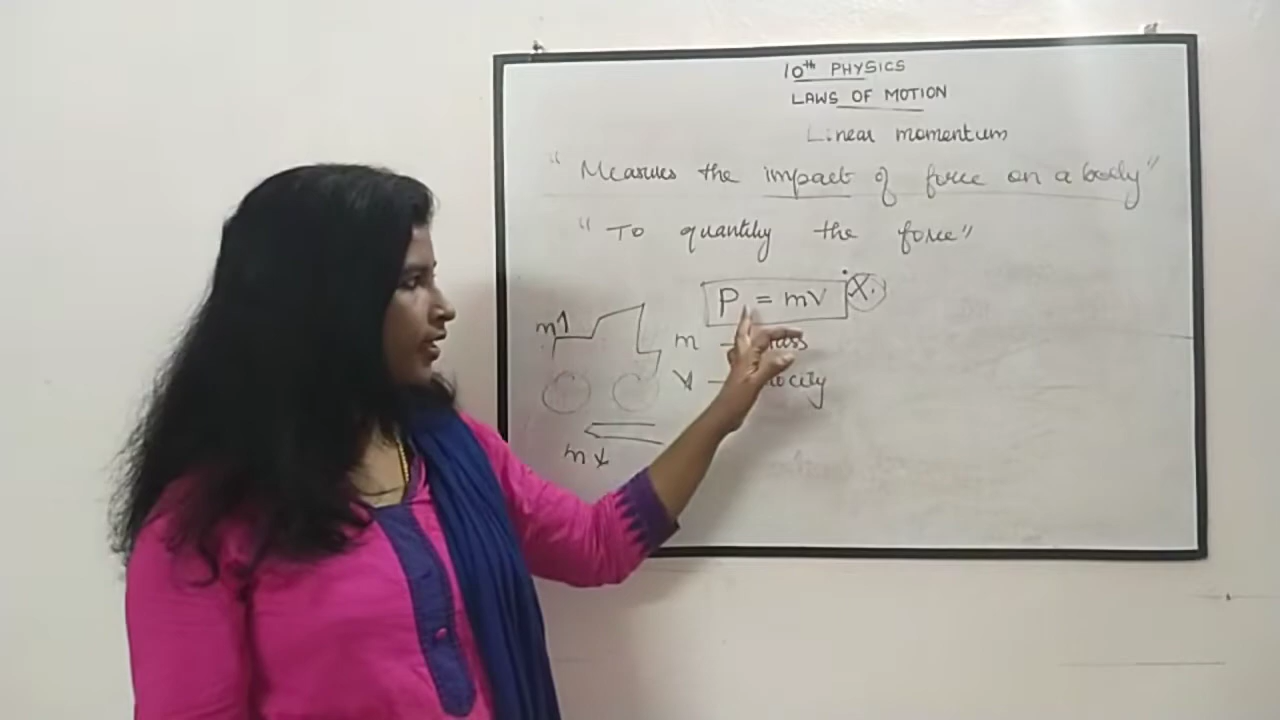 10th PHYSICS
LAWS OF MOTION
Linear momentum
" Measures the impact of force on a body"
" To quantity the force"
P = mV X.
m↑
m
V
mv